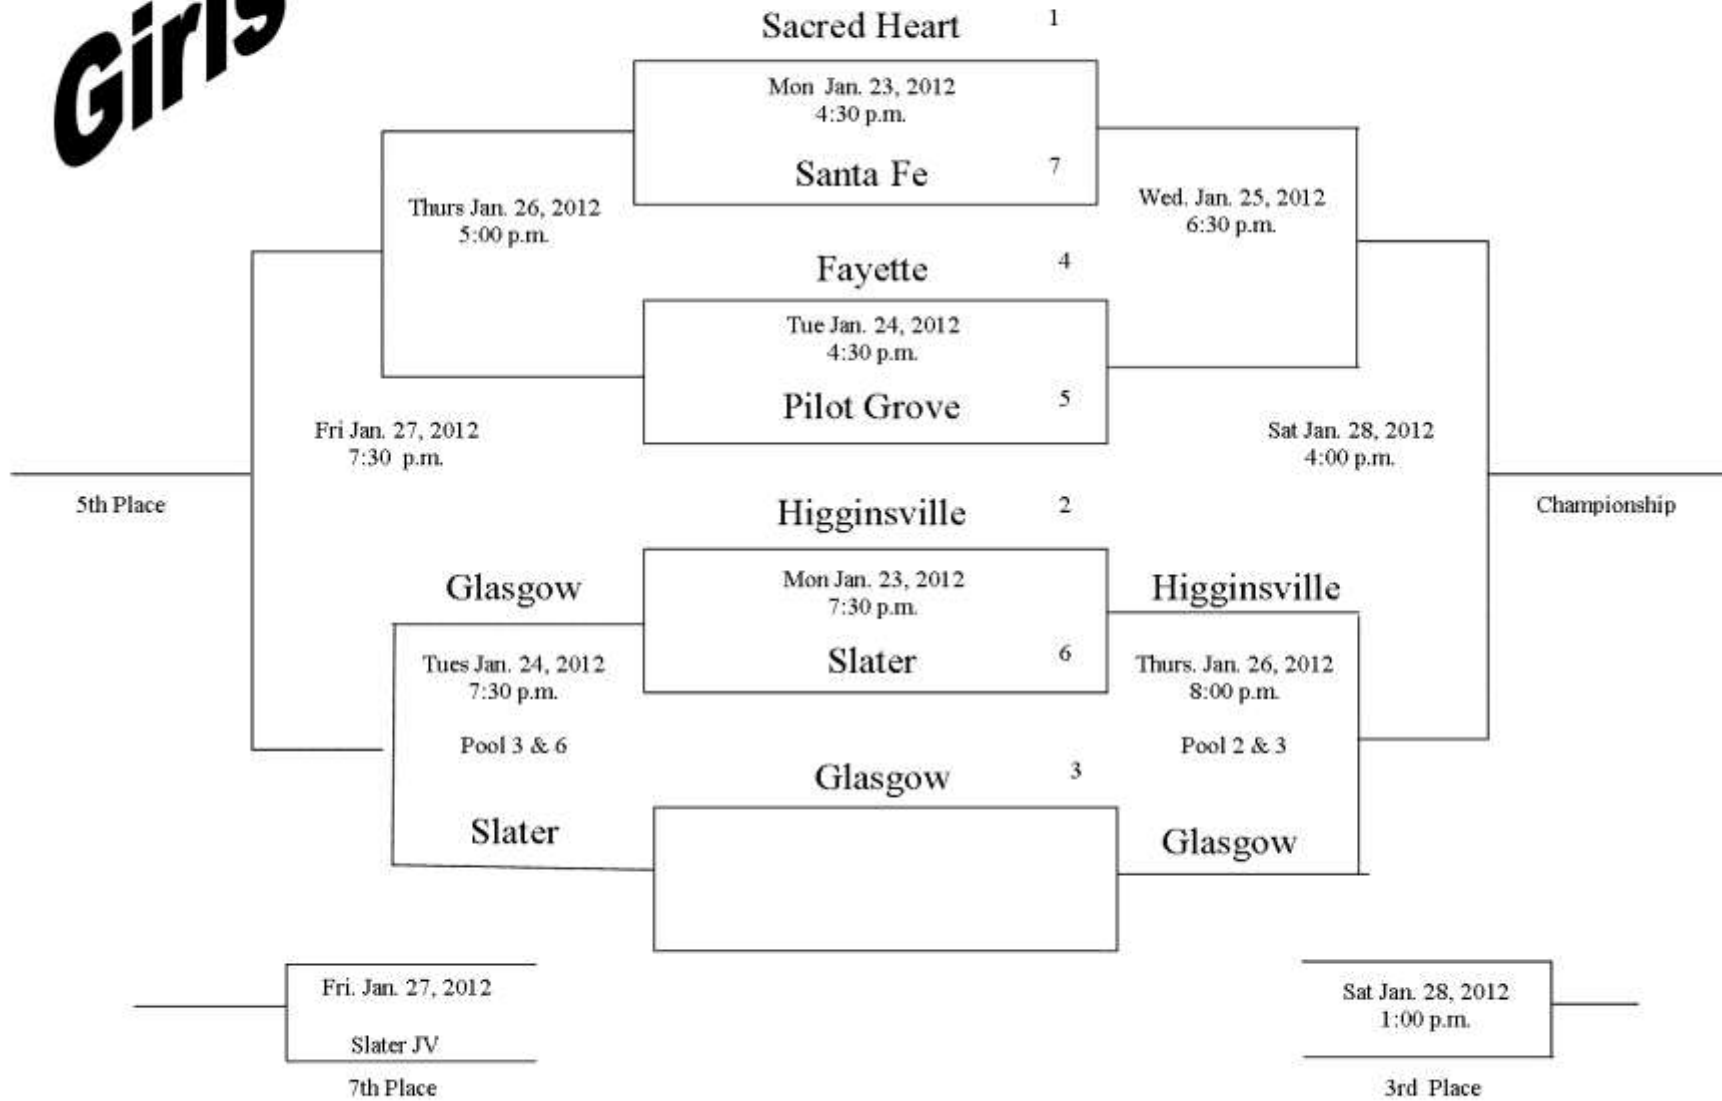 Girls
Sacred Heart 1
Mon Jan. 23, 2012
4:30 p.m.
Santa Fe 7
Thurs Jan. 26, 2012
5:00 p.m.
Wed. Jan. 25, 2012
6:30 p.m.
Fayette 4
Tue Jan. 24, 2012
4:30 p.m.
Pilot Grove 5
Fri Jan. 27, 2012
7:30 p.m.
Sat Jan. 28, 2012
4:00 p.m.
5th Place
Championship
Higginsville 2
Mon Jan. 23, 2012
7:30 p.m.
Slater 6
Glasgow
Tues Jan. 24, 2012
7:30 p.m.
Pool 3 & 6
Slater
Higginsville
Thurs. Jan. 26, 2012
8:00 p.m.
Pool 2 & 3
Glasgow
Glasgow 3
Fri. Jan. 27, 2012
Slater JV
7th Place
Sat Jan. 28, 2012
1:00 p.m.
3rd Place